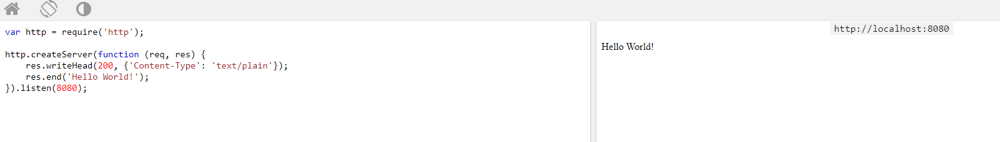 var http = require('http');
http.createServer(function (req, res) {
    res.writeHead(200, {'Content-Type': 'text/plain'});
    res.end('Hello World!');
}).listen(8080);
http://localhost:8080
Hello World!